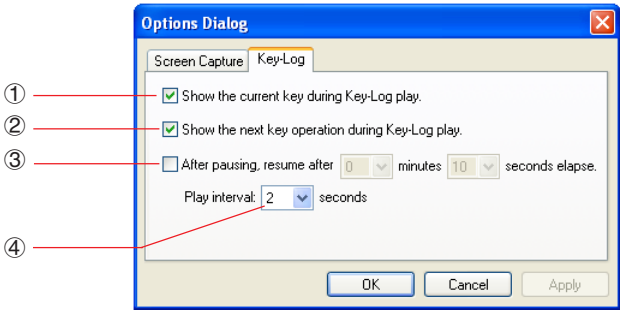 Options Dialog
Screen Capture Key-Log
① Show the current key during Key-Log play.
② Show the next key operation during Key-Log play.
③ After pausing, resume after 0 minutes 10 seconds elapse.
Play interval: 2 seconds
④
OK Cancel Apply